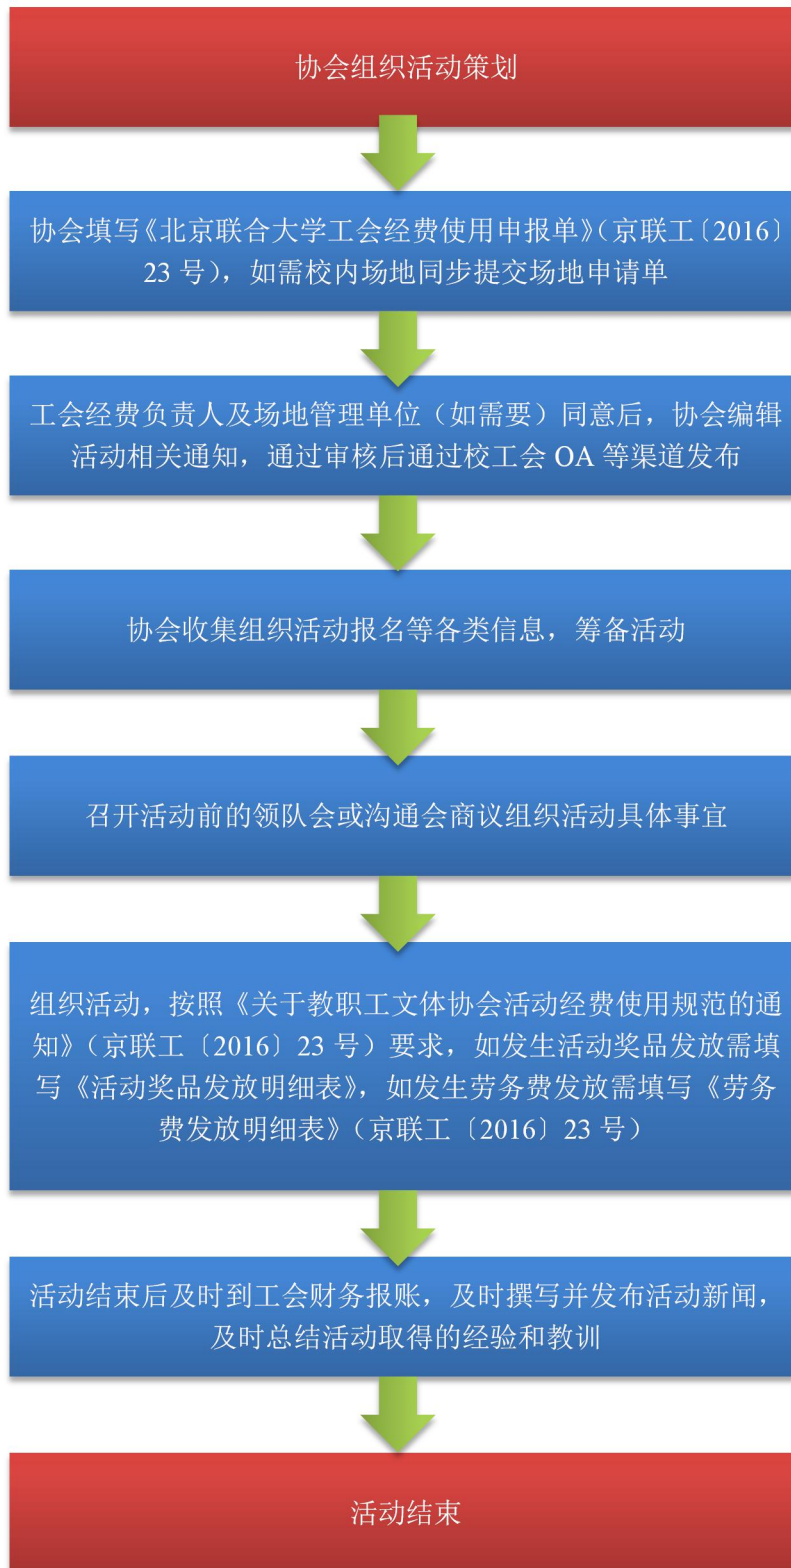 协会组织活动策划
协会填写《北京联合大学工会经费使用申报单》（京联工〔2016〕
23 号），如需校内场地同步提交场地申请单
工会经费负责人及场地管理单位（如需要）同意后，协会编辑
活动相关通知，通过审核后通过校工会 OA 等渠道发布
协会收集组织活动报名等各类信息，筹备活动
召开活动前的领队会或沟通会商议组织活动具体事宜
组织活动，按照《关于教职工文体协会活动经费使用规范的通
知》（京联工〔2016〕23 号）要求，如发生活动奖品发放需填
写《活动奖品发放明细表》，如发生劳务费发放需填写《劳务
费发放明细表》（京联工〔2016〕23 号）
活动结束后及时到工会财务报账，及时撰写并发布活动新闻，
及时总结活动取得的经验和教训
活动结束